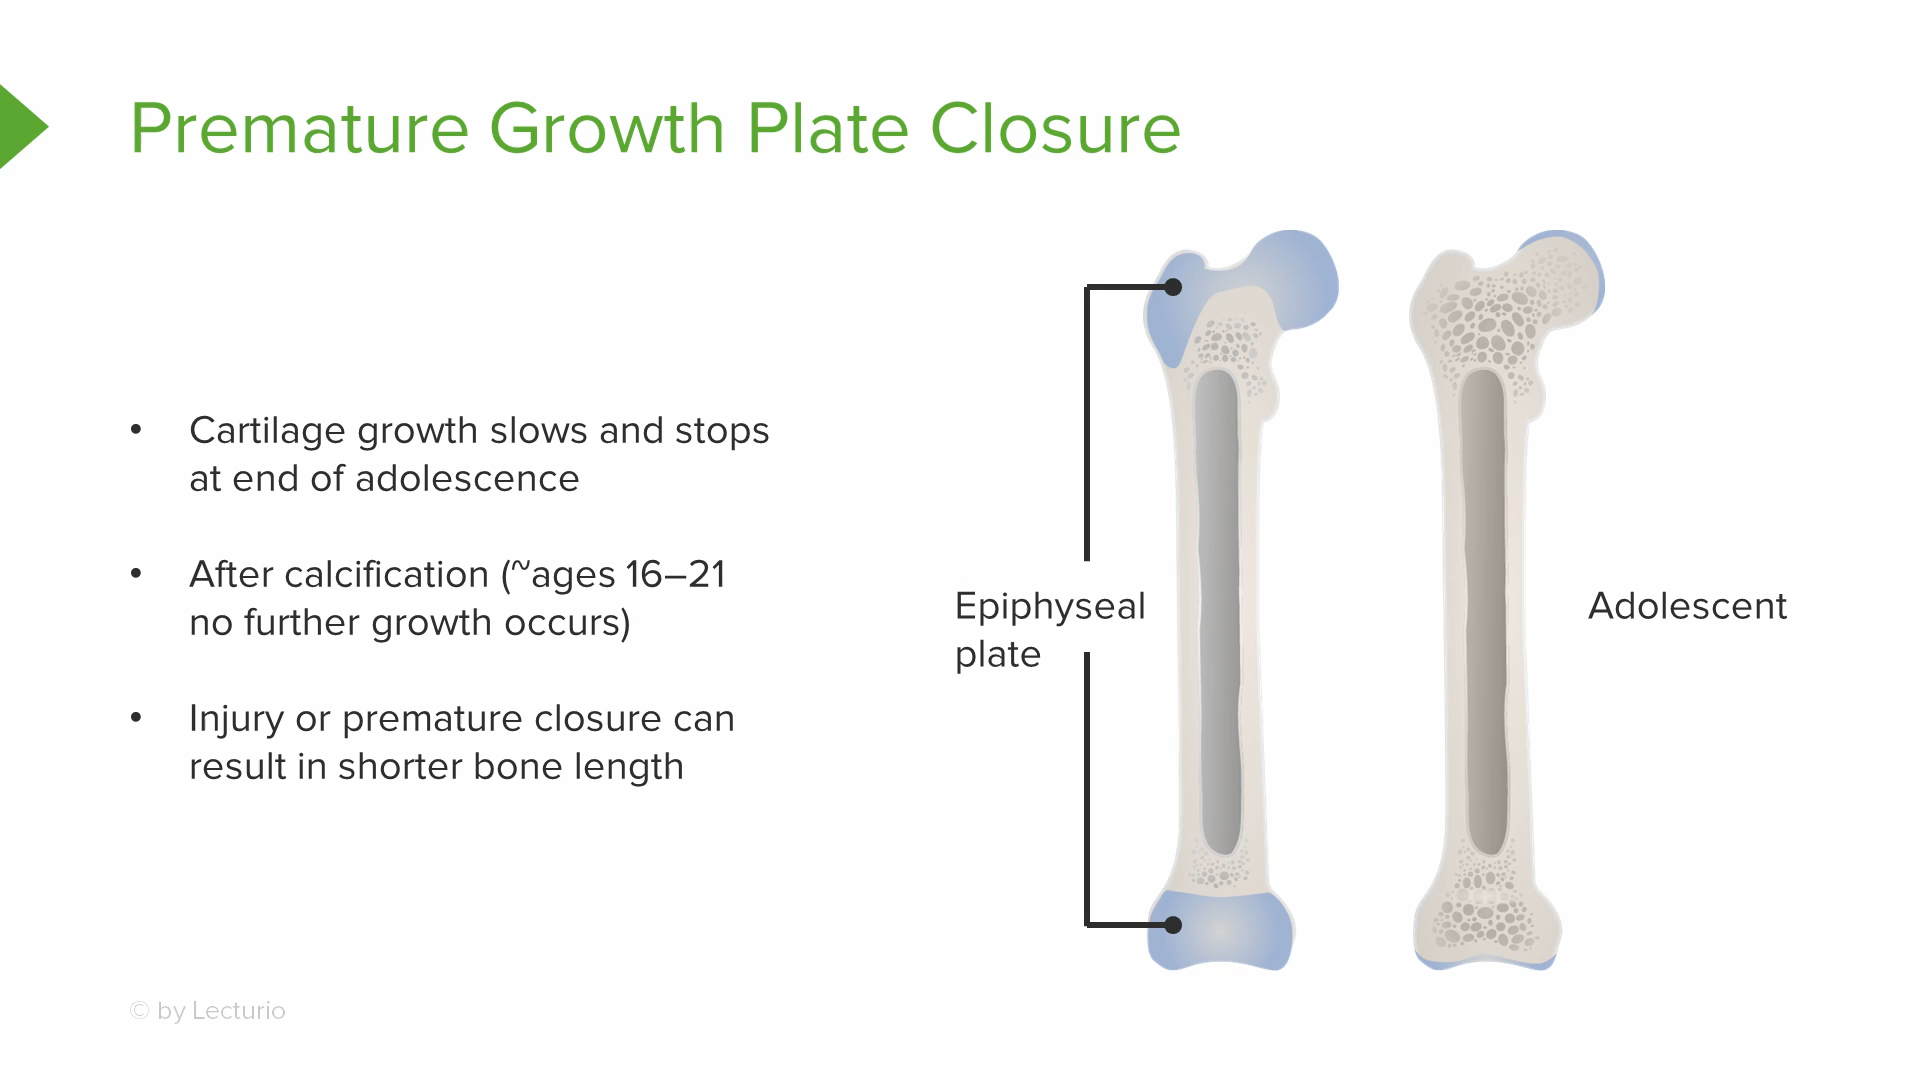 Premature Growth Plate Closure
• Cartilage growth slows and stops
at end of adolescence
• After calcification (~ages 16–21
no further growth occurs)
• Injury or premature closure can
result in shorter bone length
Epiphyseal
plate
Adolescent
© by Lecturio